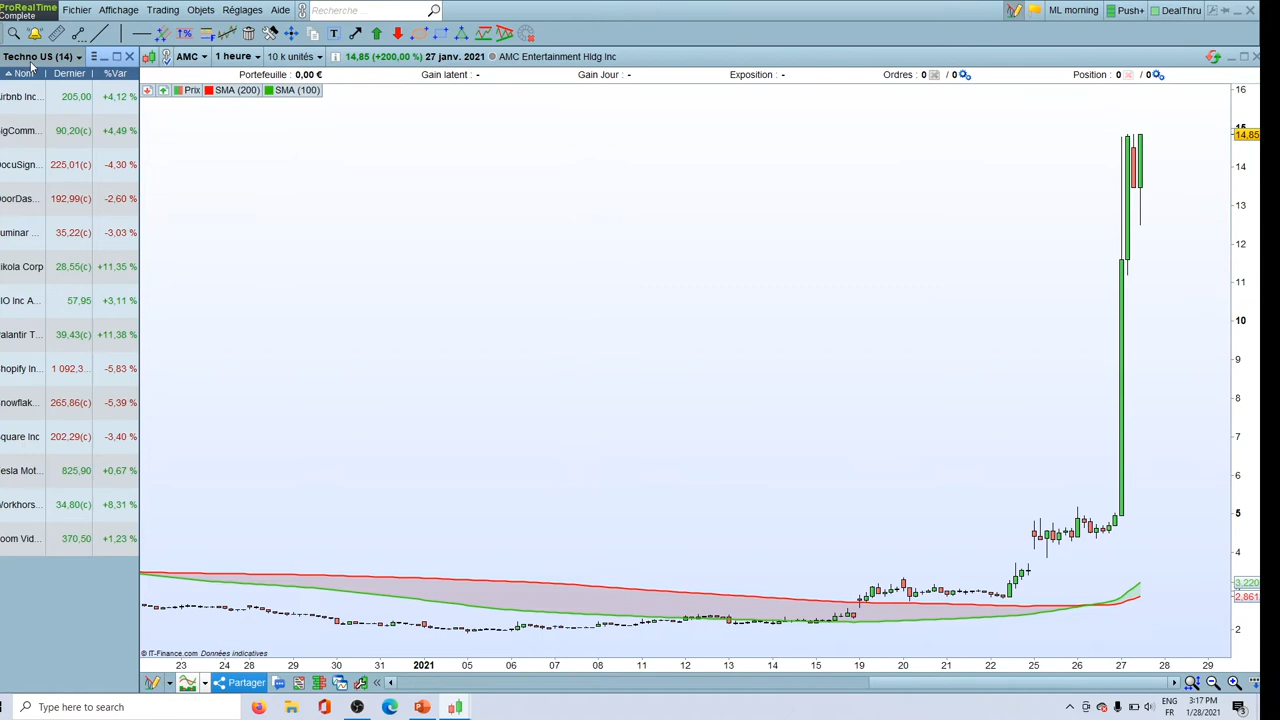 ProRealTime
Complete
Fichier Affichage Trading Objets Réglages Aide
Recherche ...
ML morning Push+ DealThru
Techno US (14)
AMC 1 heure 10 k unités 14,85 (+200,00 %) 27 janv. 2021 AMC Entertainment Hldg Inc
Nom Dernier %Var
Portefeuille : 0,00 € Gain latent : - Gain Jour : - Exposition : - Ordres : 0 / 0 Position : 0 / 0
Prix SMA (200) SMA (100)
irbnb Inc... 205,00 +4,12 %
igComm... 90,20(c) +4,49 %
ocuSign... 225,01(c) -4,30 %
oorDas... 192,99(c) -2,60 %
uminar ... 35,22(c) -3,03 %
ikola Corp 28,55(c) +11,35 %
IO Inc A... 57,95 +3,11 %
alantir T... 39,43(c) +11,38 %
hopify In... 1 092,3... -5,83 %
nowflak... 265,86(c) -5,39 %
quare Inc 202,29(c) -3,40 %
esla Mot... 825,90 +0,67 %
Workhors... 34,80(c) +8,31 %
oom Vid... 370,50 +1,23 %
16
15
14,85
14
13
12
11
10
9
8
7
6
5
4
3,220
2,861
2
© IT-Finance.com Données indicatives
23 24 28 29 30 31 2021 05 06 07 08 11 12 13 14 15 19 20 21 22 25 26 27 28 29
Partager
Type here to search
ENG
FR
3:17 PM
1/28/2021
3